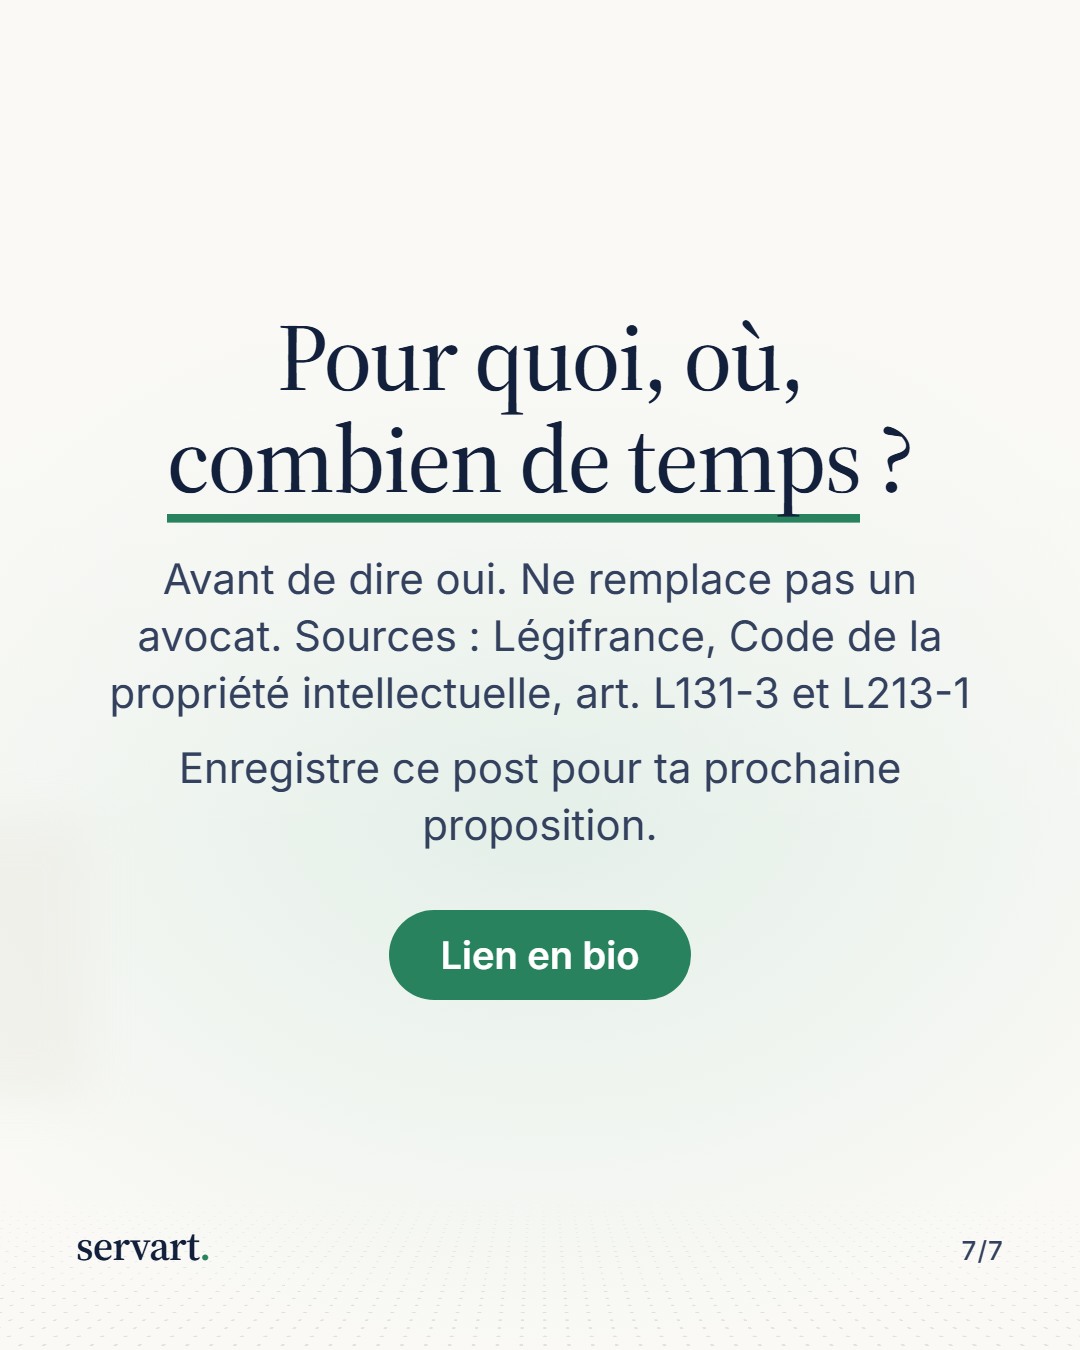 Pour quoi, où,
combien de temps ?
Avant de dire oui. Ne remplace pas un
avocat. Sources : Légifrance, Code de la
propriété intellectuelle, art. L131-3 et L213-1
Enregistre ce post pour ta prochaine
proposition.
Lien en bio
servart.
7/7